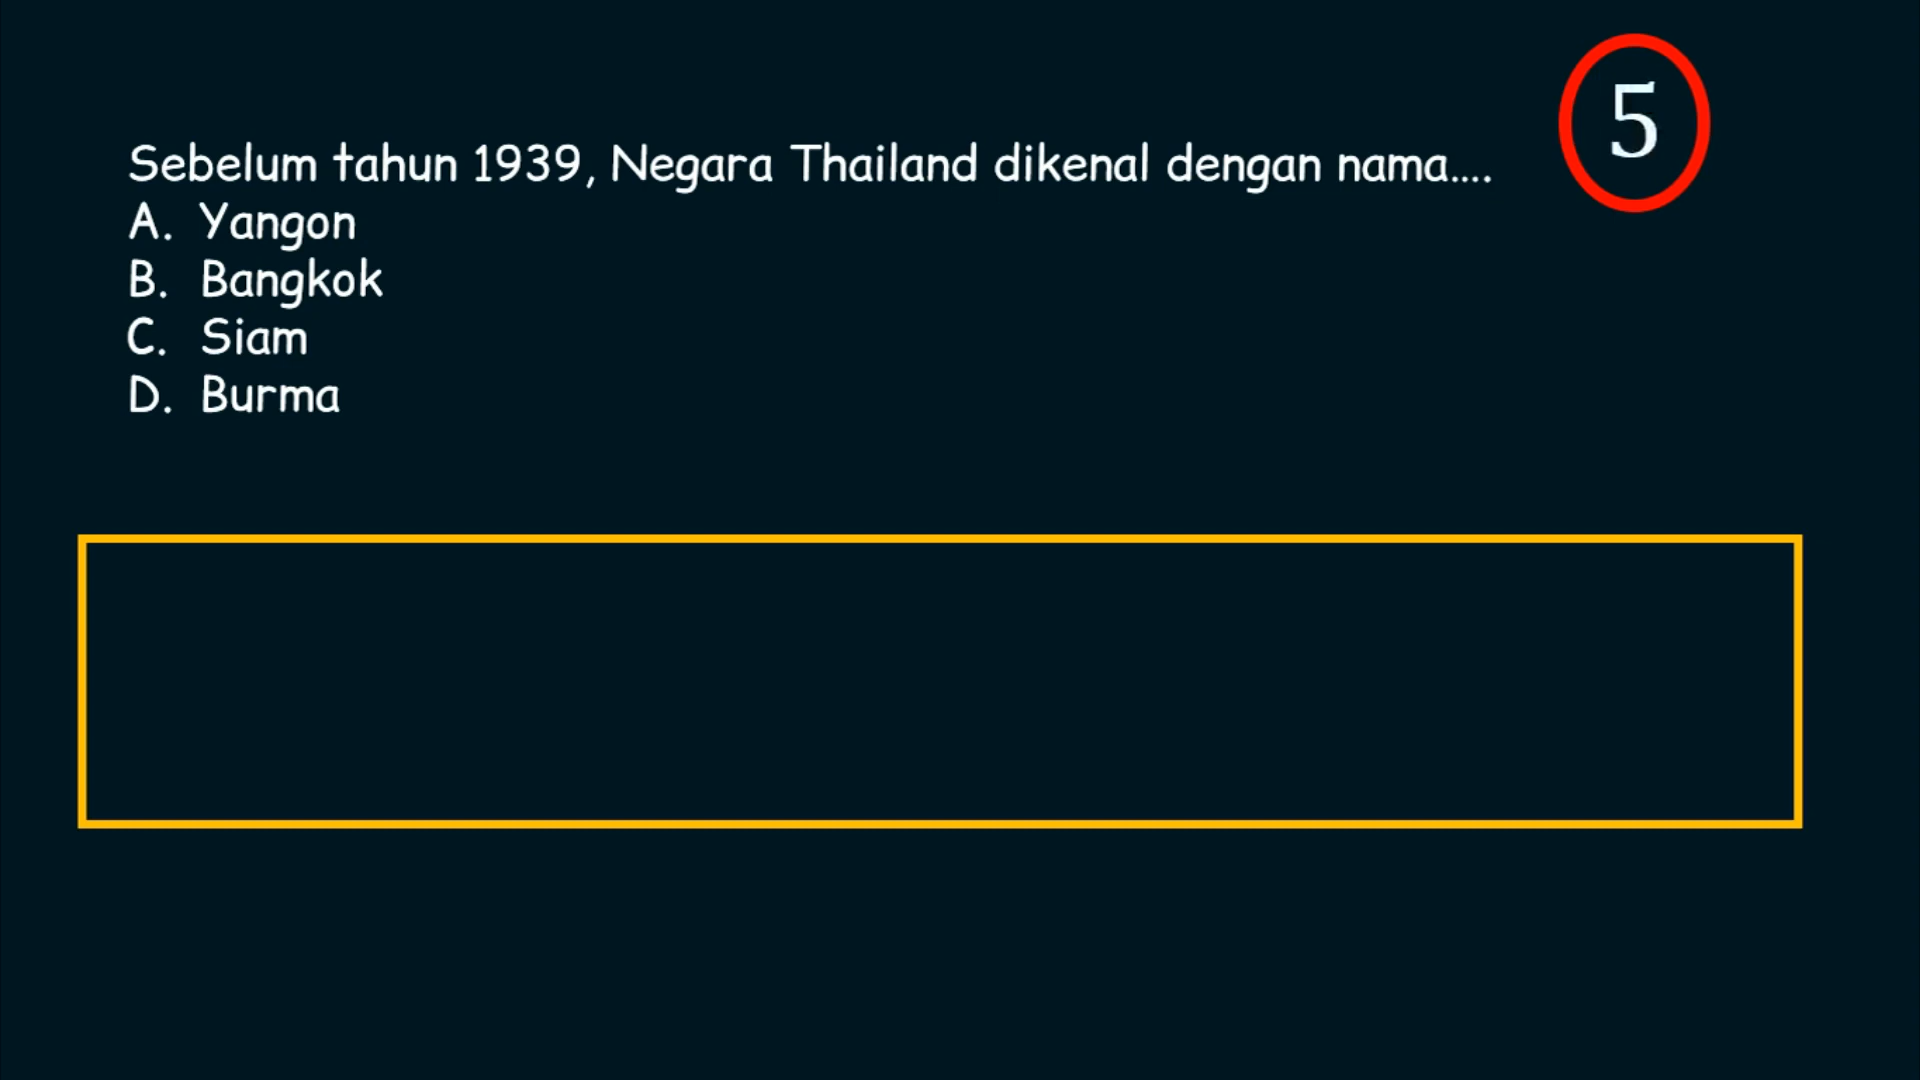 5
Sebelum tahun 1939, Negara Thailand dikenal dengan nama....
A. Yangon
B. Bangkok
C. Siam
D. Burma